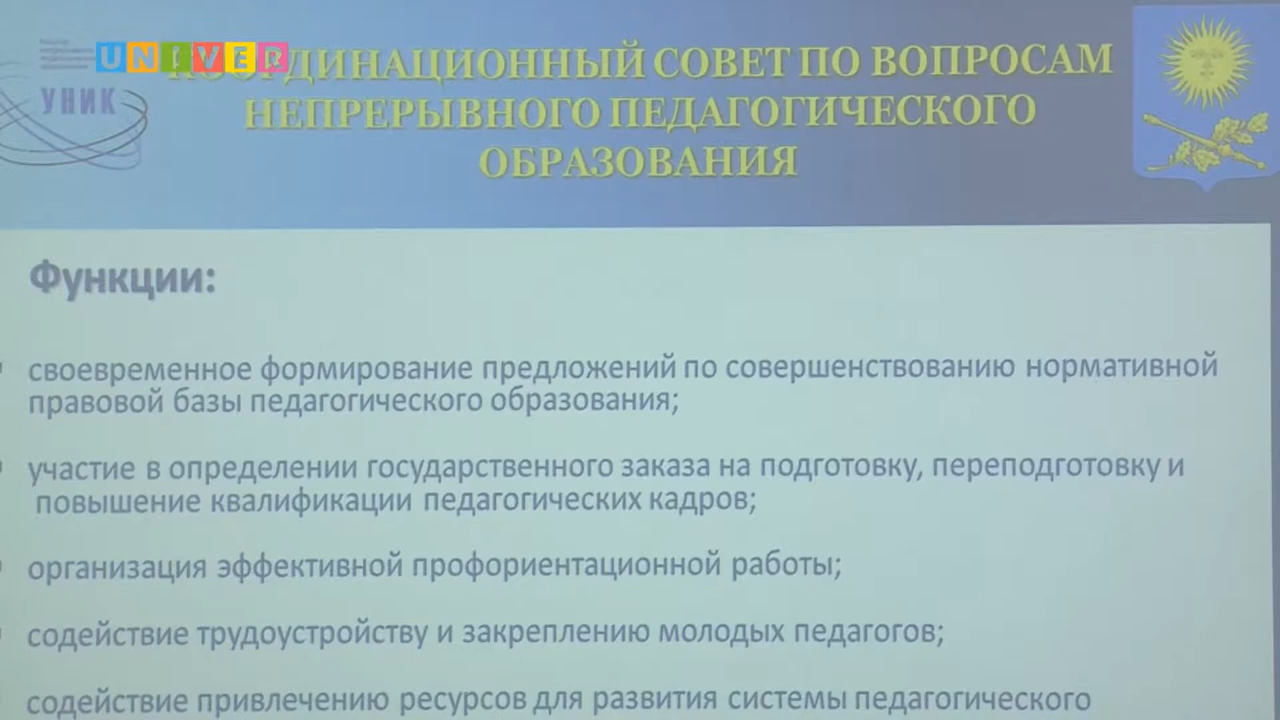 UNIVER
УНИК
КООРДИНАЦИОННЫЙ СОВЕТ ПО ВОПРОСАМ
НЕПРЕРЫВНОГО ПЕДАГОГИЧЕСКОГО
ОБРАЗОВАНИЯ
Функции:
своевременное формирование предложений по совершенствованию нормативной
правовой базы педагогического образования;
участие в определении государственного заказа на подготовку, переподготовку и
повышение квалификации педагогических кадров;
организация эффективной профориентационной работы;
содействие трудоустройству и закреплению молодых педагогов;
содействие привлечению ресурсов для развития системы педагогического